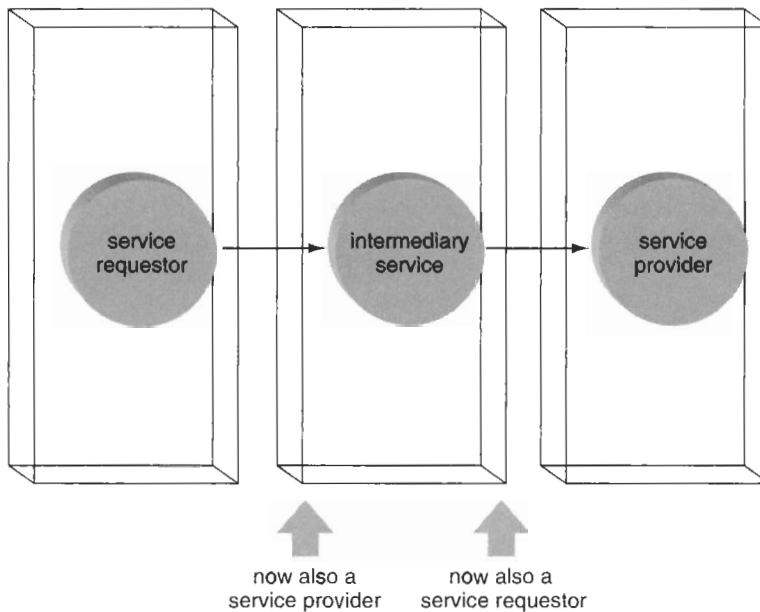 service
requestor
intermediary
service
service
provider
now also a
service provider
now also a
service requestor